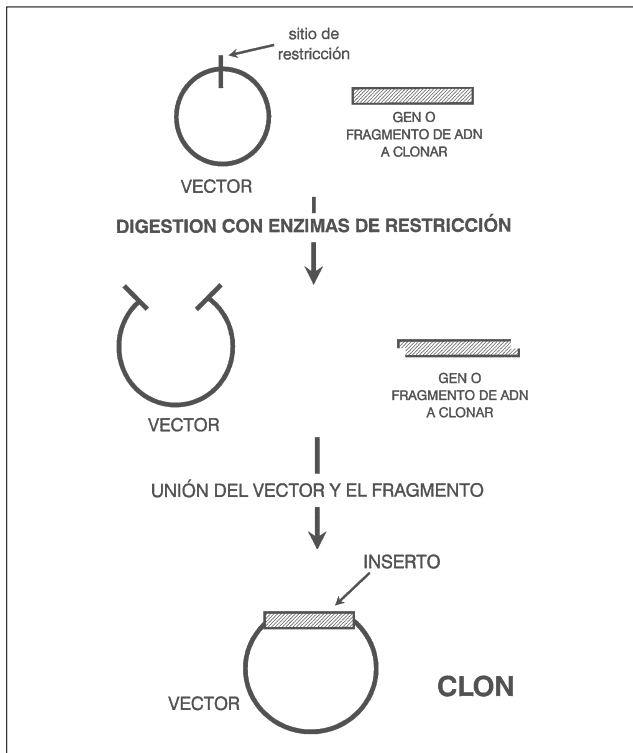 sitio de
restricción
GEN O
FRAGMENTO DE ADN
A CLONAR
VECTOR
DIGESTION CON ENZIMAS DE RESTRICCIÓN
GEN O
FRAGMENTO DE ADN
A CLONAR
VECTOR
UNIÓN DEL VECTOR Y EL FRAGMENTO
INSERTO
CLON
VECTOR